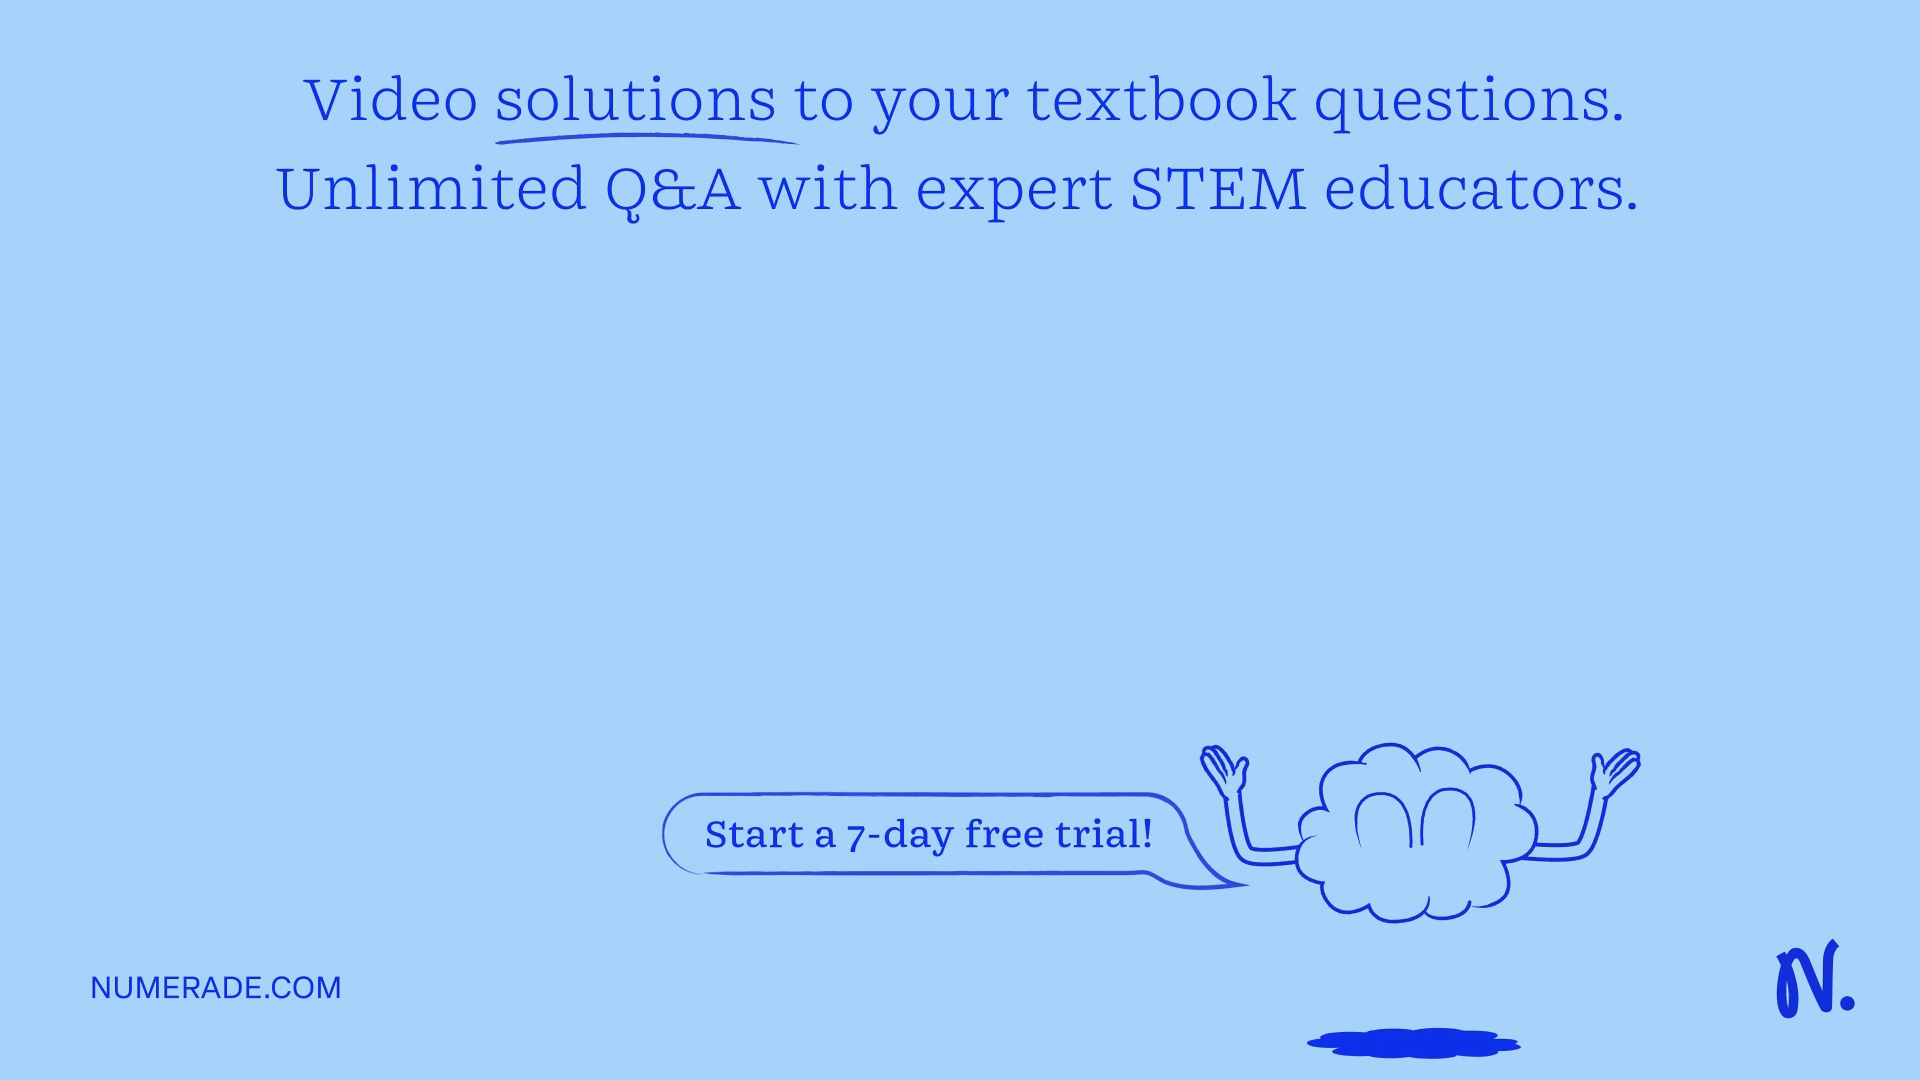 Video solutions to your textbook questions.
Unlimited Q&A with expert STEM educators.
Start a 7-day free trial!
NUMERADE.COM
N.